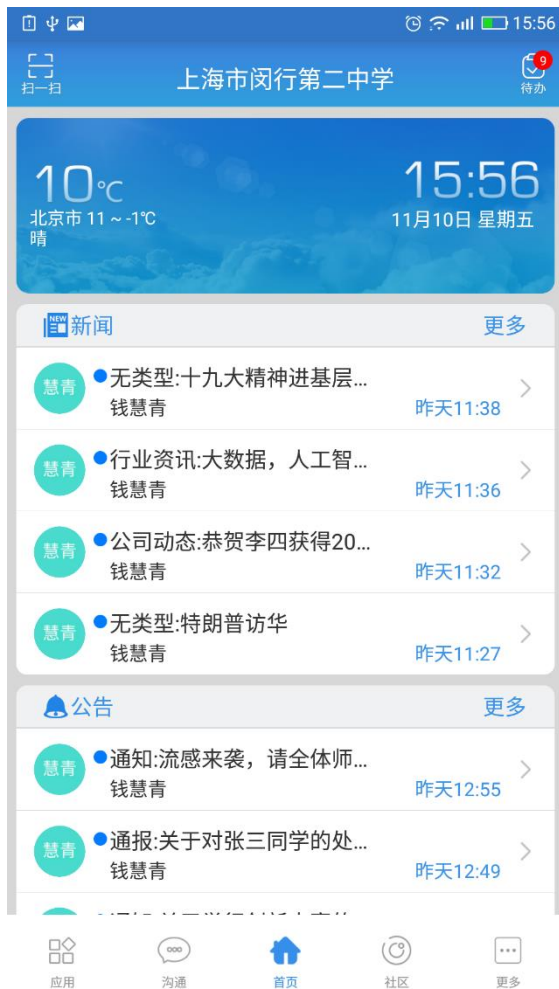 15:56
扫一扫
上海市闵行第二中学
9
待办
10℃
15:56
北京市 11 ~ -1℃
11月10日 星期五
晴
NEW
新闻
更多
慧青
无类型:十九大精神进基层...
钱慧青
昨天11:38
慧青
行业资讯:大数据，人工智...
钱慧青
昨天11:36
慧青
公司动态:恭贺李四获得20...
钱慧青
昨天11:32
慧青
无类型:特朗普访华
钱慧青
昨天11:27
公告
更多
慧青
通知:流感来袭，请全体师...
钱慧青
昨天12:55
慧青
通报:关于对张三同学的处...
钱慧青
昨天12:49
应用
沟通
首页
社区
更多